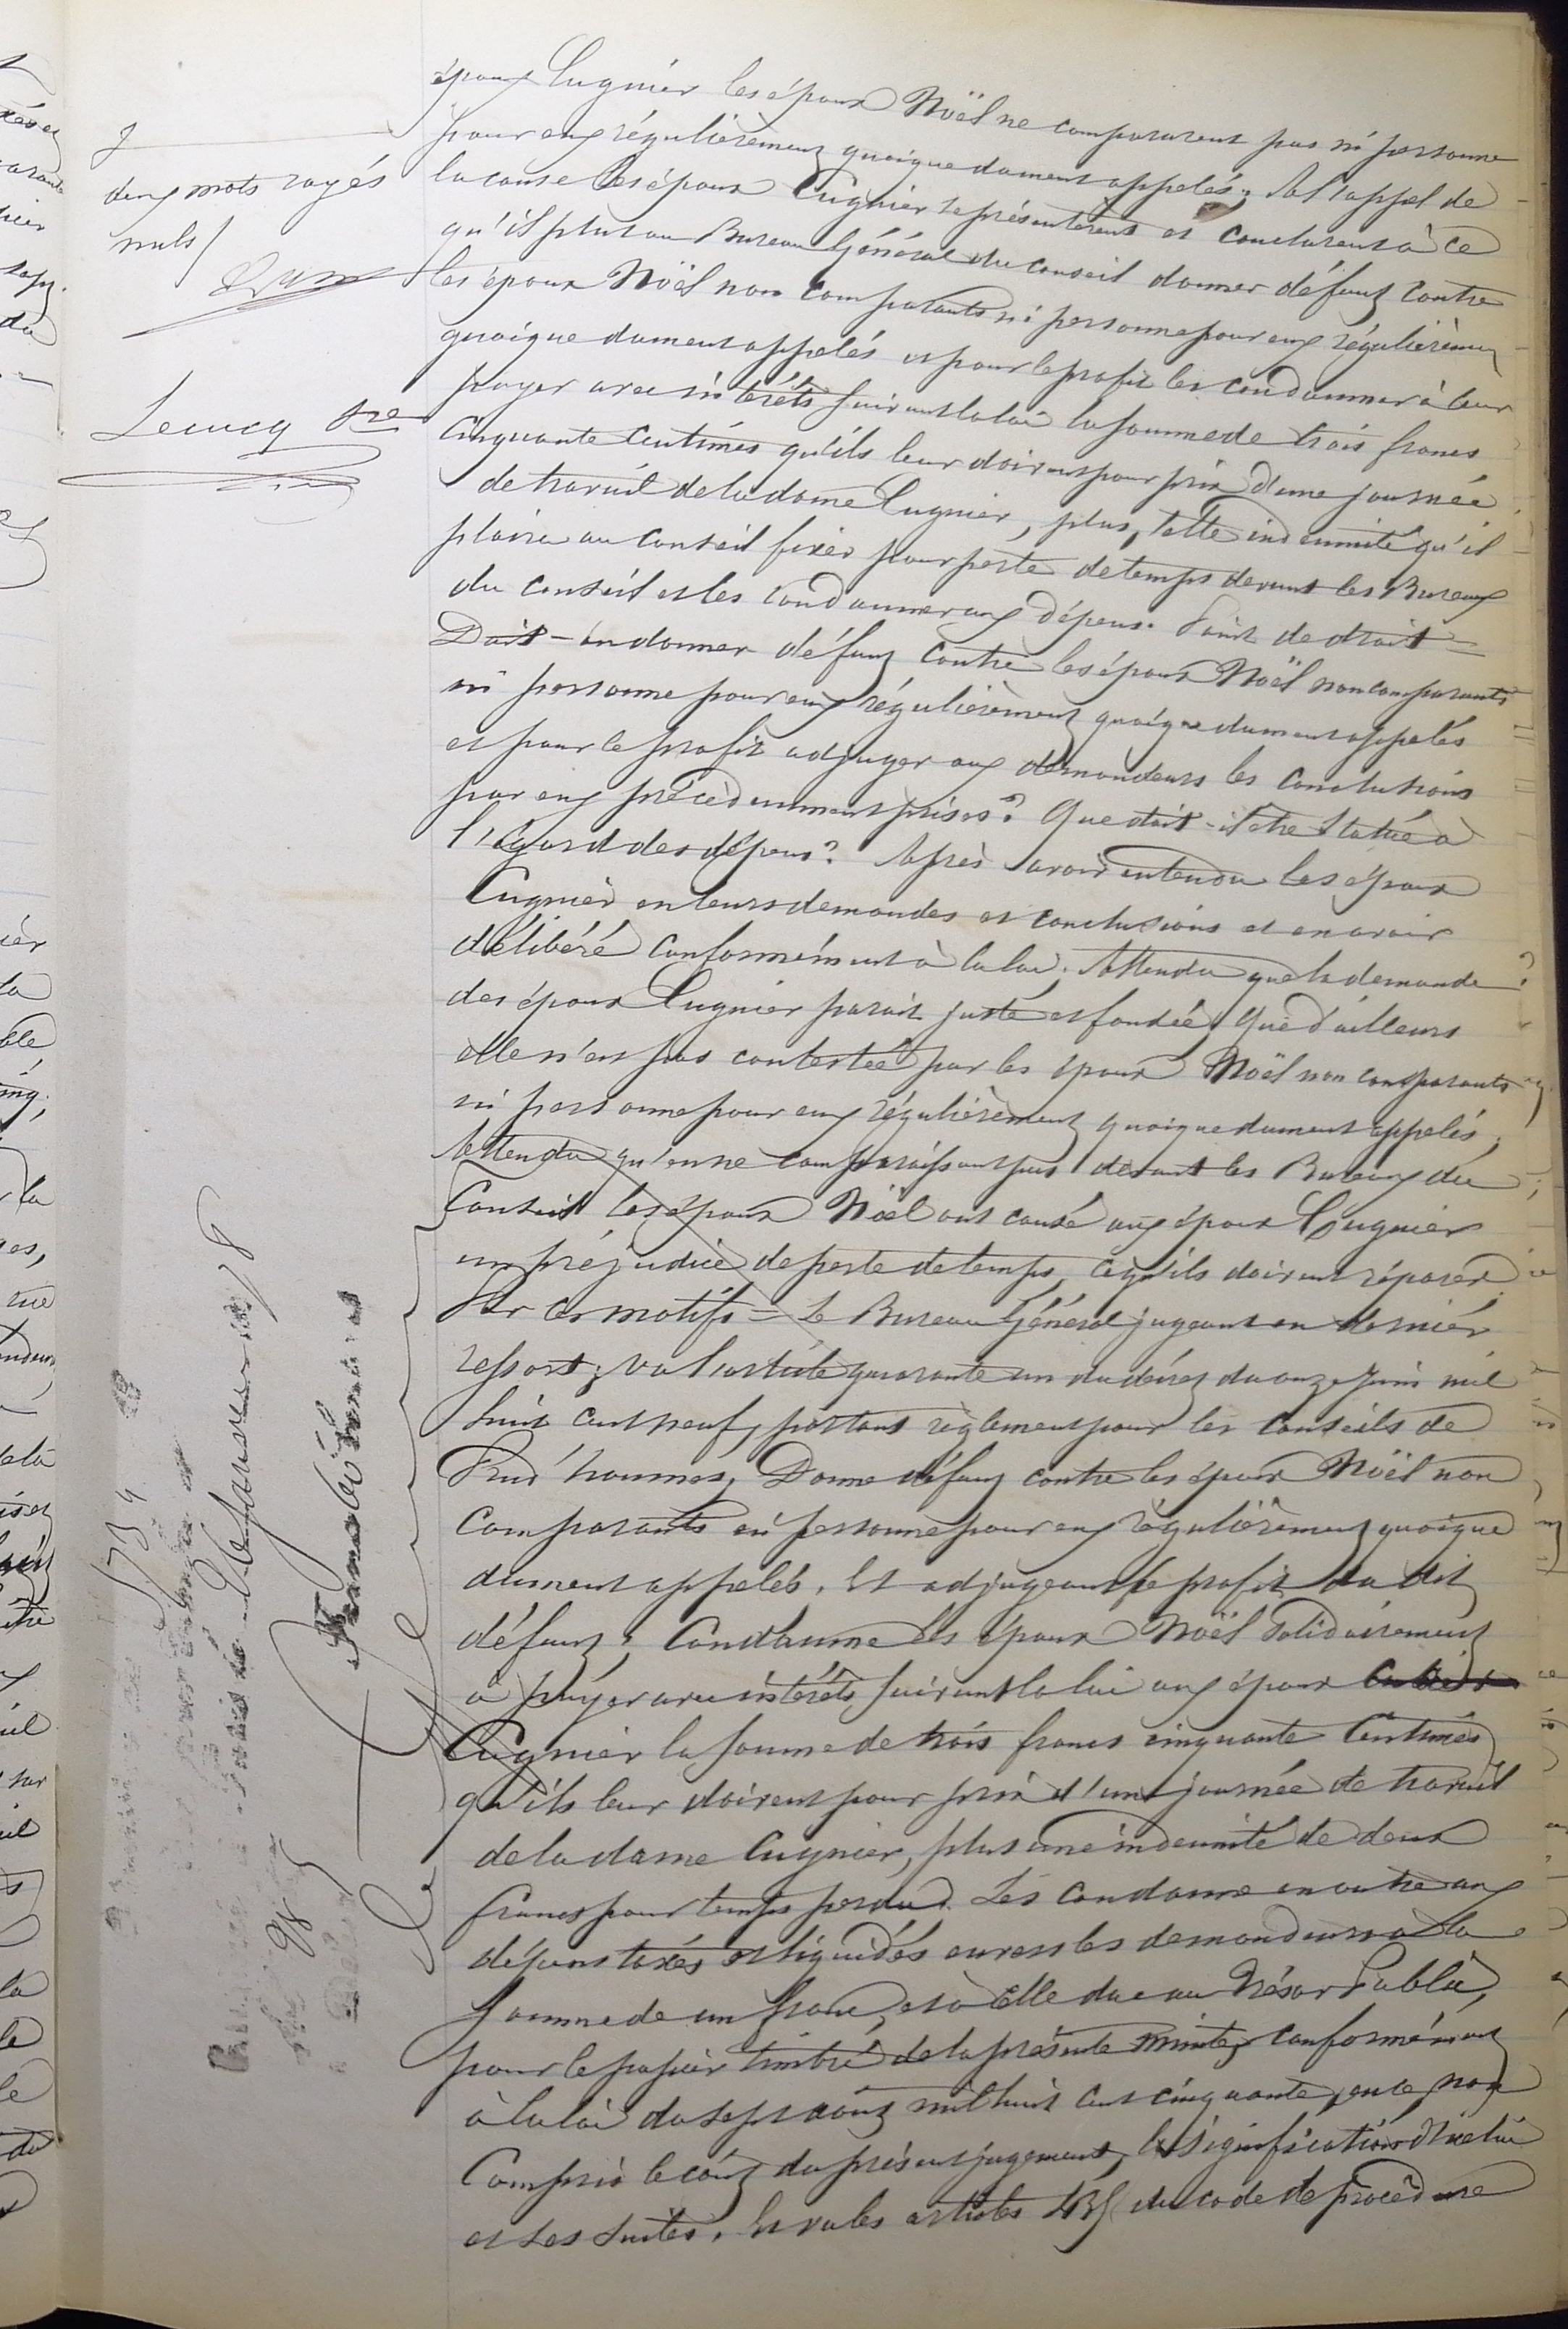 deux mots rayés
nuls /
Lecucq Sre
époux Cugnier les époux Noël ne comparurent pas ni personne
pour eux régulièrement quoique dument appelés; A l'appel de
la cause les époux Cugnier se présentèrent et conclurent à ce
qu'il plut au Bureau Général du conseil donner défaut contre
les époux Noël non comparants ni personne pour eux régulièremen
quoique dument appelés et pour le profit les condamner à leur
payer avec intérêts suivant la loi la somme de trois francs
cinquante centimes qu'ils leur doivent pour prix d'une journée
de travail de la dame Cugnier, plus, telle indemnité qu'il
plaira au conseil fixer pour perte de temps devant les Bureaux
du conseil et les condamner aux dépens. Point de droit =
Doit-on donner défaut contre les époux Noël non comparants
ni personne pour eux régulièrement quoique dument appelés
et pour le profit adjuger aux demandeurs les conclusions
par eux précédemment prises? Que doit-il être statué à
l'égard des dépens? Après avoir entendu les époux
Cugnier en leurs demandes et conclusions et en avoir
délibéré conformément à la loi; Attendu que la demande
des époux Cugnier parait juste et fondée; Que d'ailleurs
elle n'est pas contestée par les époux Noël non comparants
ni personne pour eux régulièrement quoique dument appelés;
Attendu qu'en ne comparaissant pas devant les Bureaux du
Conseil les époux Noël ont causé aux époux Cugnier
un préjudice de perte de temps, ce qu'ils doivent réparer;
Par ces motifs = Le Bureau Général jugeant en dernier
ressort; vu l'article quarante un du décret du onze juin mil
huit cent neuf, portant règlement pour les conseils de
Prud'hommes; Donne défaut contre les époux Noël non
comparants ni personne pour eux régulièrement quoique
dument appelés, Et adjugeant le profit du dit
défaut; Condamne les époux Noël solidairement
à payer avec intérêts suivant la loi aux époux
Cugnier la somme de trois francs cinquante centimes
qu'ils leur doivent pour prix d'une journée de travail
de la dame Cugnier, plus une indemnité de deux
francs pour temps perdu. Les condamne en outre aux
dépens taxés et liquidés envers les demandeurs à la
somme de un franc, et à celle due au Trésor Public,
pour le papier timbré de la présente minute, conformément
à la loi du sept août mil huit cent cinquante, en ce, non
compris le coût du présent jugement, la signification d'icelui
et ses suites. Et vu les articles 435 du code de procédure